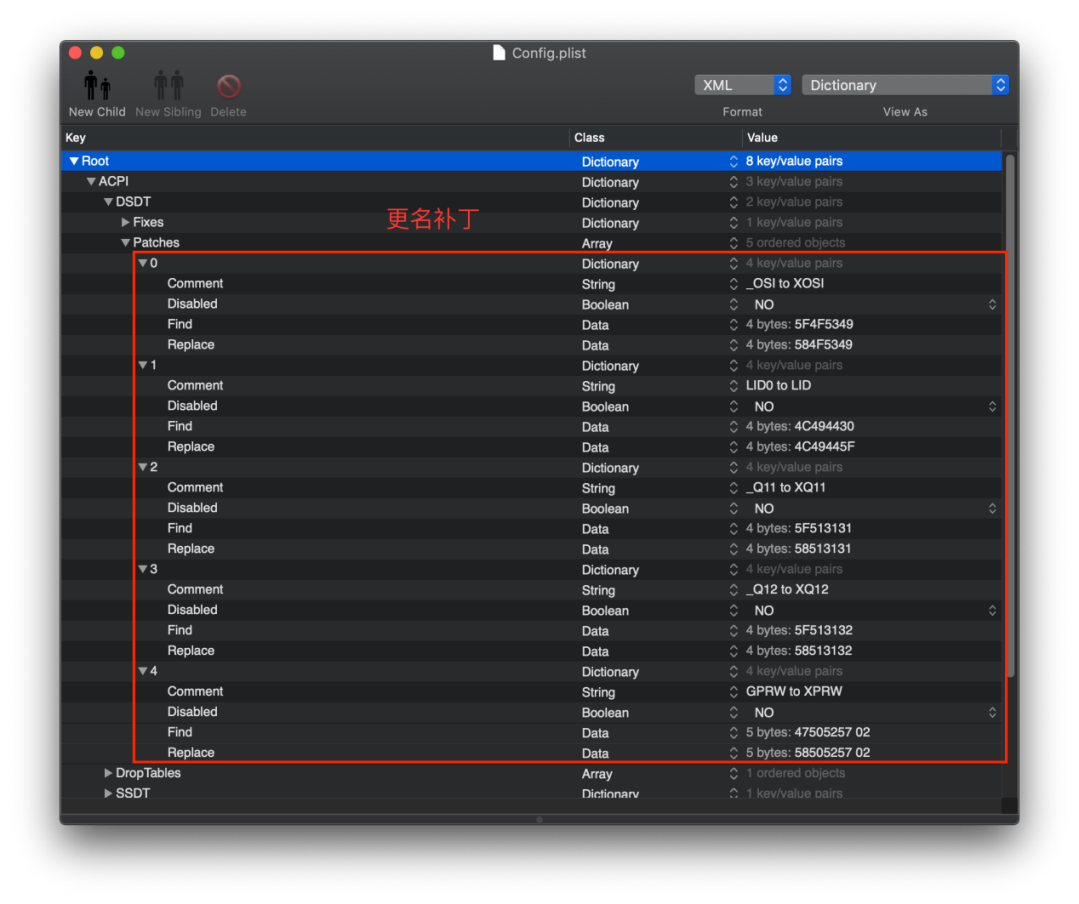 Config.plist
New Child New Sibling Delete XML Dictionary
Format View As
Key Class Value
Root Dictionary 8 key/value pairs
ACPI Dictionary 3 key/value pairs
DSDT Dictionary 2 key/value pairs
Fixes Dictionary 1 key/value pairs
更名补丁
Patches Array 5 ordered objects
0 Dictionary 4 key/value pairs
Comment String _OSI to XOSI
Disabled Boolean NO
Find Data 4 bytes: 5F4F5349
Replace Data 4 bytes: 584F5349
1 Dictionary 4 key/value pairs
Comment String LID0 to LID
Disabled Boolean NO
Find Data 4 bytes: 4C494430
Replace Data 4 bytes: 4C49445F
2 Dictionary 4 key/value pairs
Comment String _Q11 to XQ11
Disabled Boolean NO
Find Data 4 bytes: 5F513131
Replace Data 4 bytes: 58513131
3 Dictionary 4 key/value pairs
Comment String _Q12 to XQ12
Disabled Boolean NO
Find Data 4 bytes: 5F513132
Replace Data 4 bytes: 58513132
4 Dictionary 4 key/value pairs
Comment String GPRW to XPRW
Disabled Boolean NO
Find Data 5 bytes: 47505257 02
Replace Data 5 bytes: 58505257 02
DropTables Array 1 ordered objects
SSDT Dictionary 1 key/value pairs